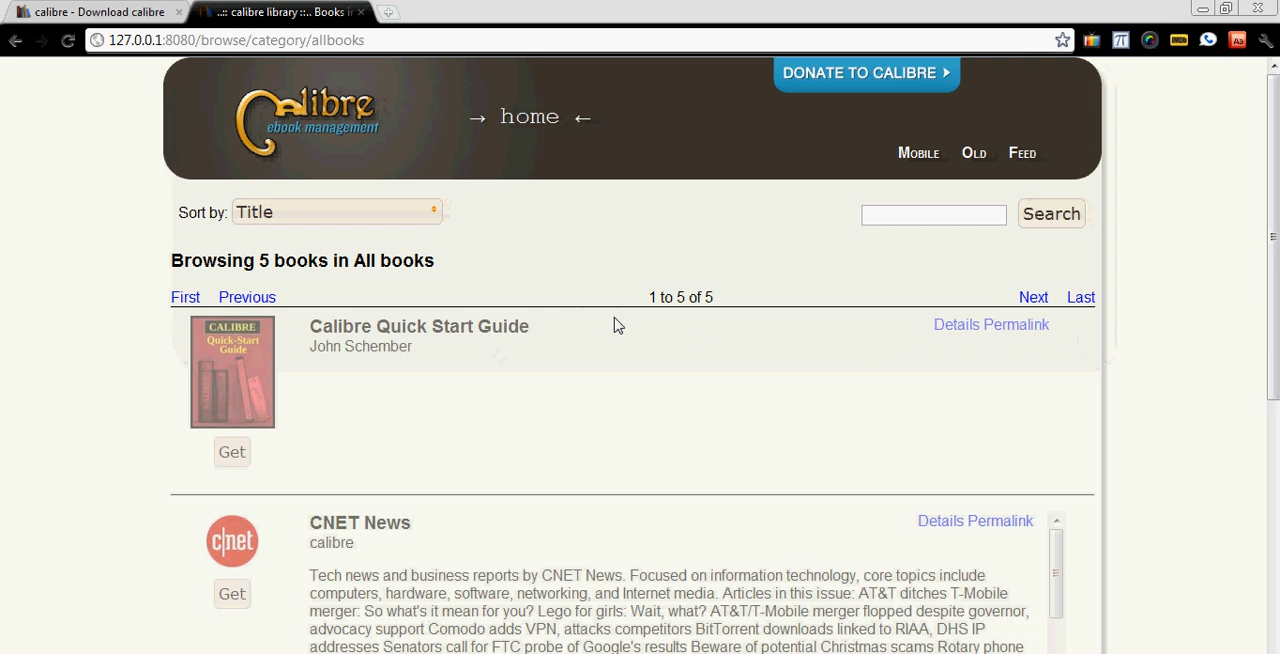 calibre - Download calibre
..:: calibre library ::.. Books in
127.0.0.1:8080/browse/category/allbooks
IMDb
Aa
DONATE TO CALIBRE
Calibre
ebook management
→ home ←
Mobile Old Feed
Sort by: Title
Search
Browsing 5 books in All books
First Previous 1 to 5 of 5 Next Last
CALIBRE
Quick-Start
Guide
Calibre Quick Start Guide
Details Permalink
John Schember
Get
c|net
CNET News
Details Permalink
calibre
Get
Tech news and business reports by CNET News. Focused on information technology, core topics include
computers, hardware, software, networking, and Internet media. Articles in this issue: AT&T ditches T-Mobile
merger: So what's it mean for you? Lego for girls: Wait, what? AT&T/T-Mobile merger flopped despite governor,
advocacy support Comodo adds VPN, attacks competitors BitTorrent downloads linked to RIAA, DHS IP
addresses Senators call for FTC probe of Google's results Beware of potential Christmas scams Rotary phone